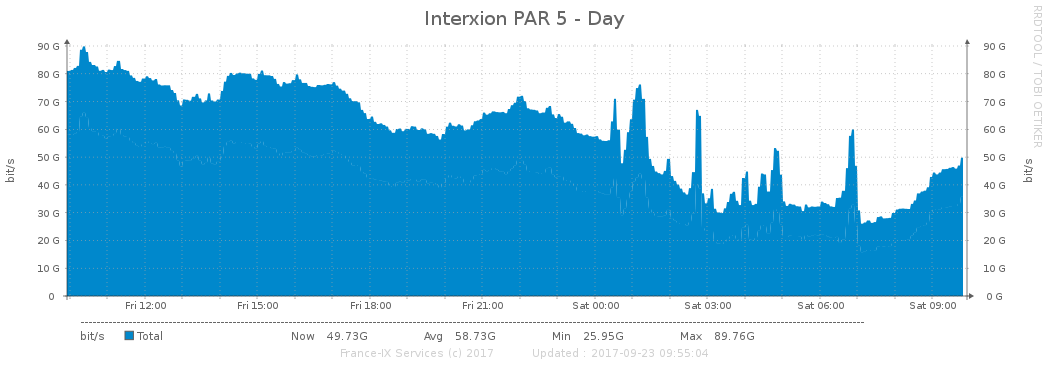 Interxion PAR 5 - Day
RRDTOOL / TOBI OETIKER
90 G 90 G
80 G 80 G
70 G 70 G
60 G 60 G
50 G 50 G
40 G 40 G
30 G 30 G
20 G 20 G
10 G 10 G
0 0 G
bit/s
bit/s
Fri 12:00 Fri 15:00 Fri 18:00 Fri 21:00 Sat 00:00 Sat 03:00 Sat 06:00 Sat 09:00
bit/s Total Now 49.73G Avg 58.73G Min 25.95G Max 89.76G
France-IX Services (c) 2017 Updated : 2017-09-23 09:55:04